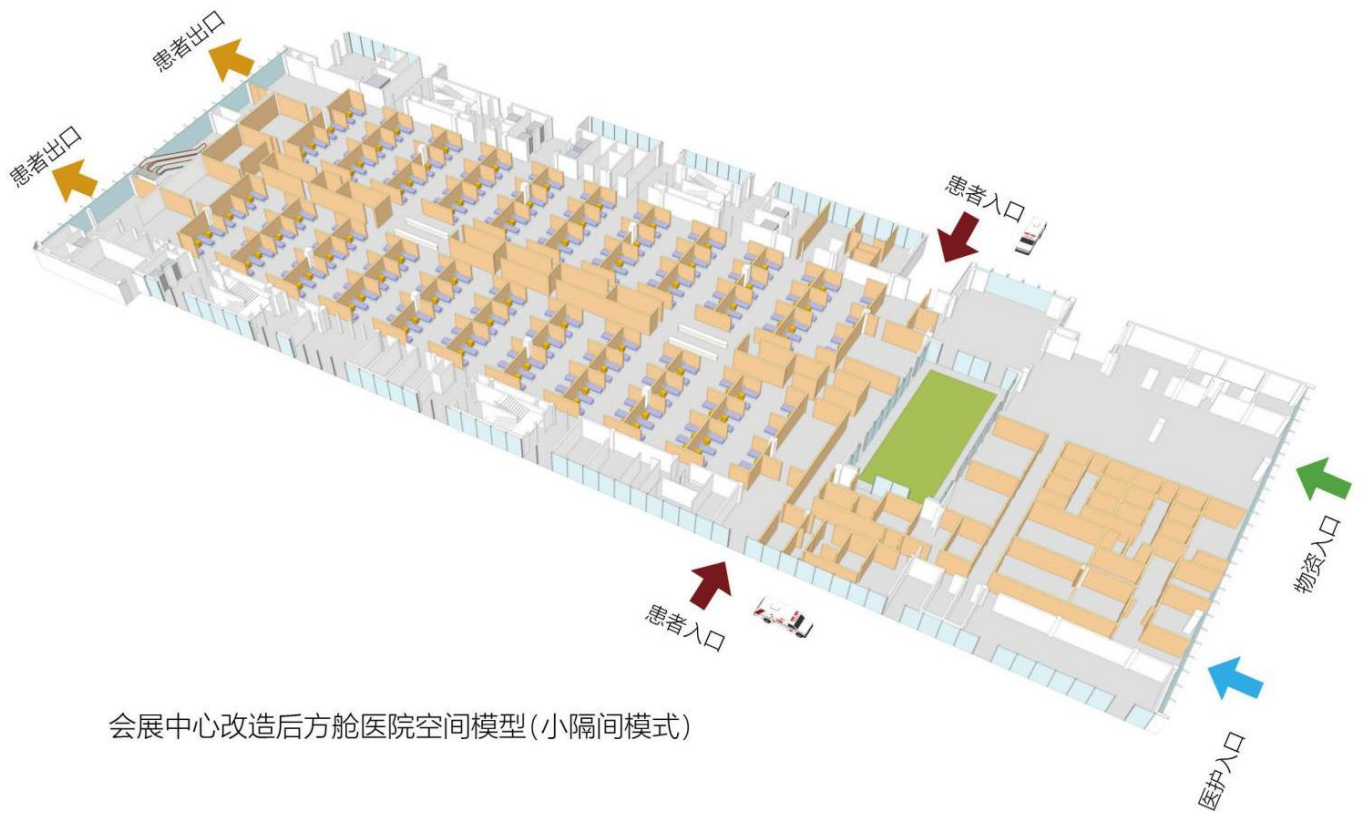 患者出口
患者出口
患者入口
物资入口
患者入口
医护入口
会展中心改造后方舱医院空间模型(小隔间模式)